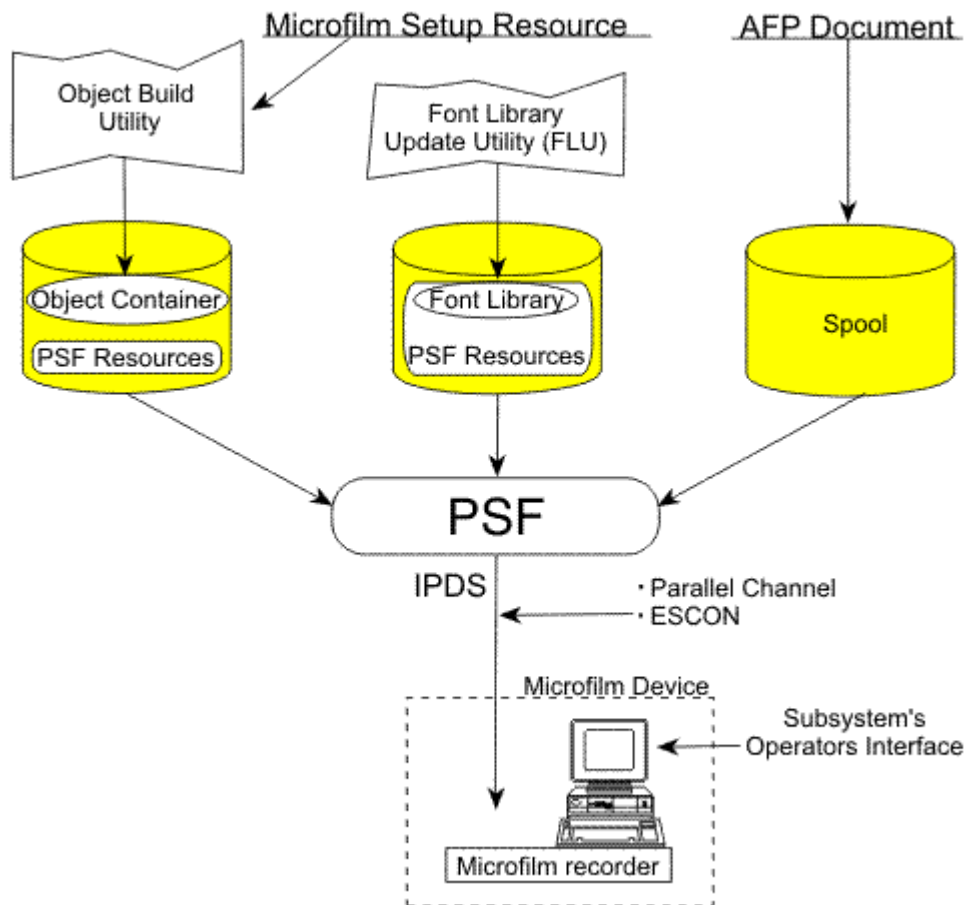 Microfilm Setup Resource
AFP Document
Object Build
Utility
Font Library
Update Utility (FLU)
Object Container
PSF Resources
Font Library
PSF Resources
Spool
PSF
IPDS
· Parallel Channel
· ESCON
Microfilm Device
Subsystem's
Operators Interface
Microfilm recorder